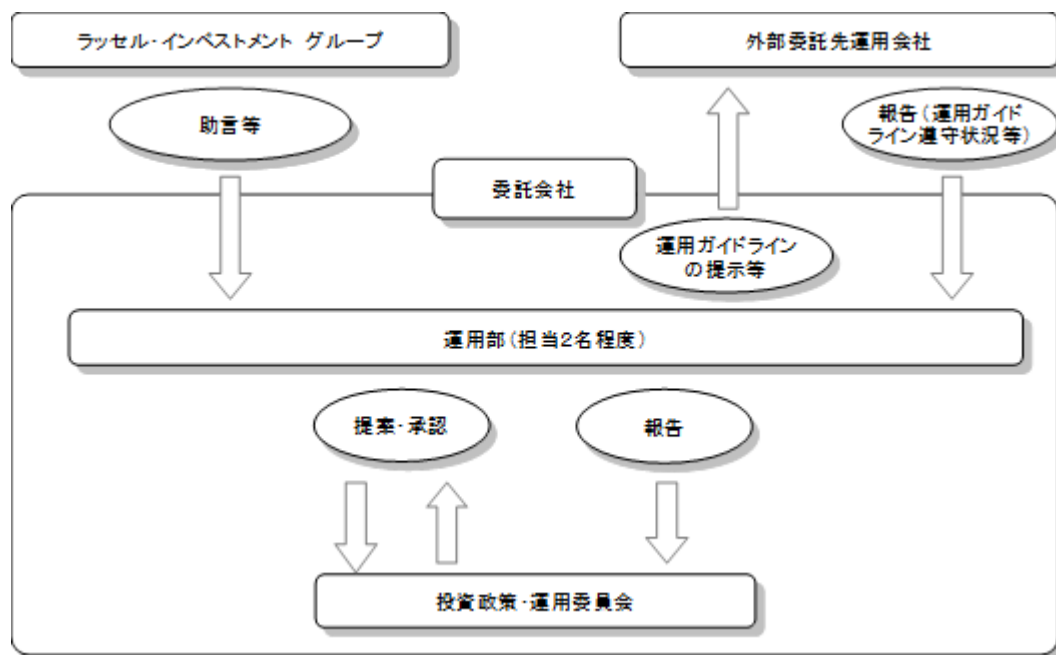 ラッセル・インベストメント グループ
外部委託先運用会社
助言等
報告(運用ガイド
ライン遵守状況等)
委託会社
運用ガイドライン
の提示等
運用部(担当2名程度)
提案・承認
報告
投資政策・運用委員会